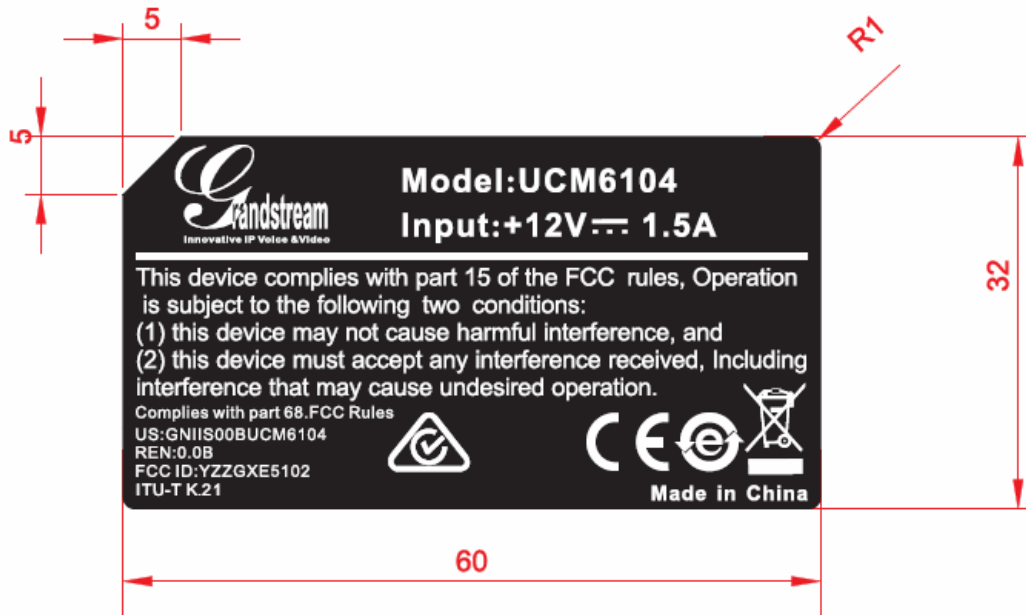 5
R1
5
Grandstream
Innovative IP Voice &Video
Model:UCM6104
Input:+12V⎓ 1.5A
32
This device complies with part 15 of the FCC rules, Operation
is subject to the following two conditions:
(1) this device may not cause harmful interference, and
(2) this device must accept any interference received, Including
interference that may cause undesired operation.
Complies with part 68.FCC Rules
US:GNIIS00BUCM6104
REN:0.0B
FCC ID:YZZGXE5102
ITU-T K.21
CE
e
Made in China
60